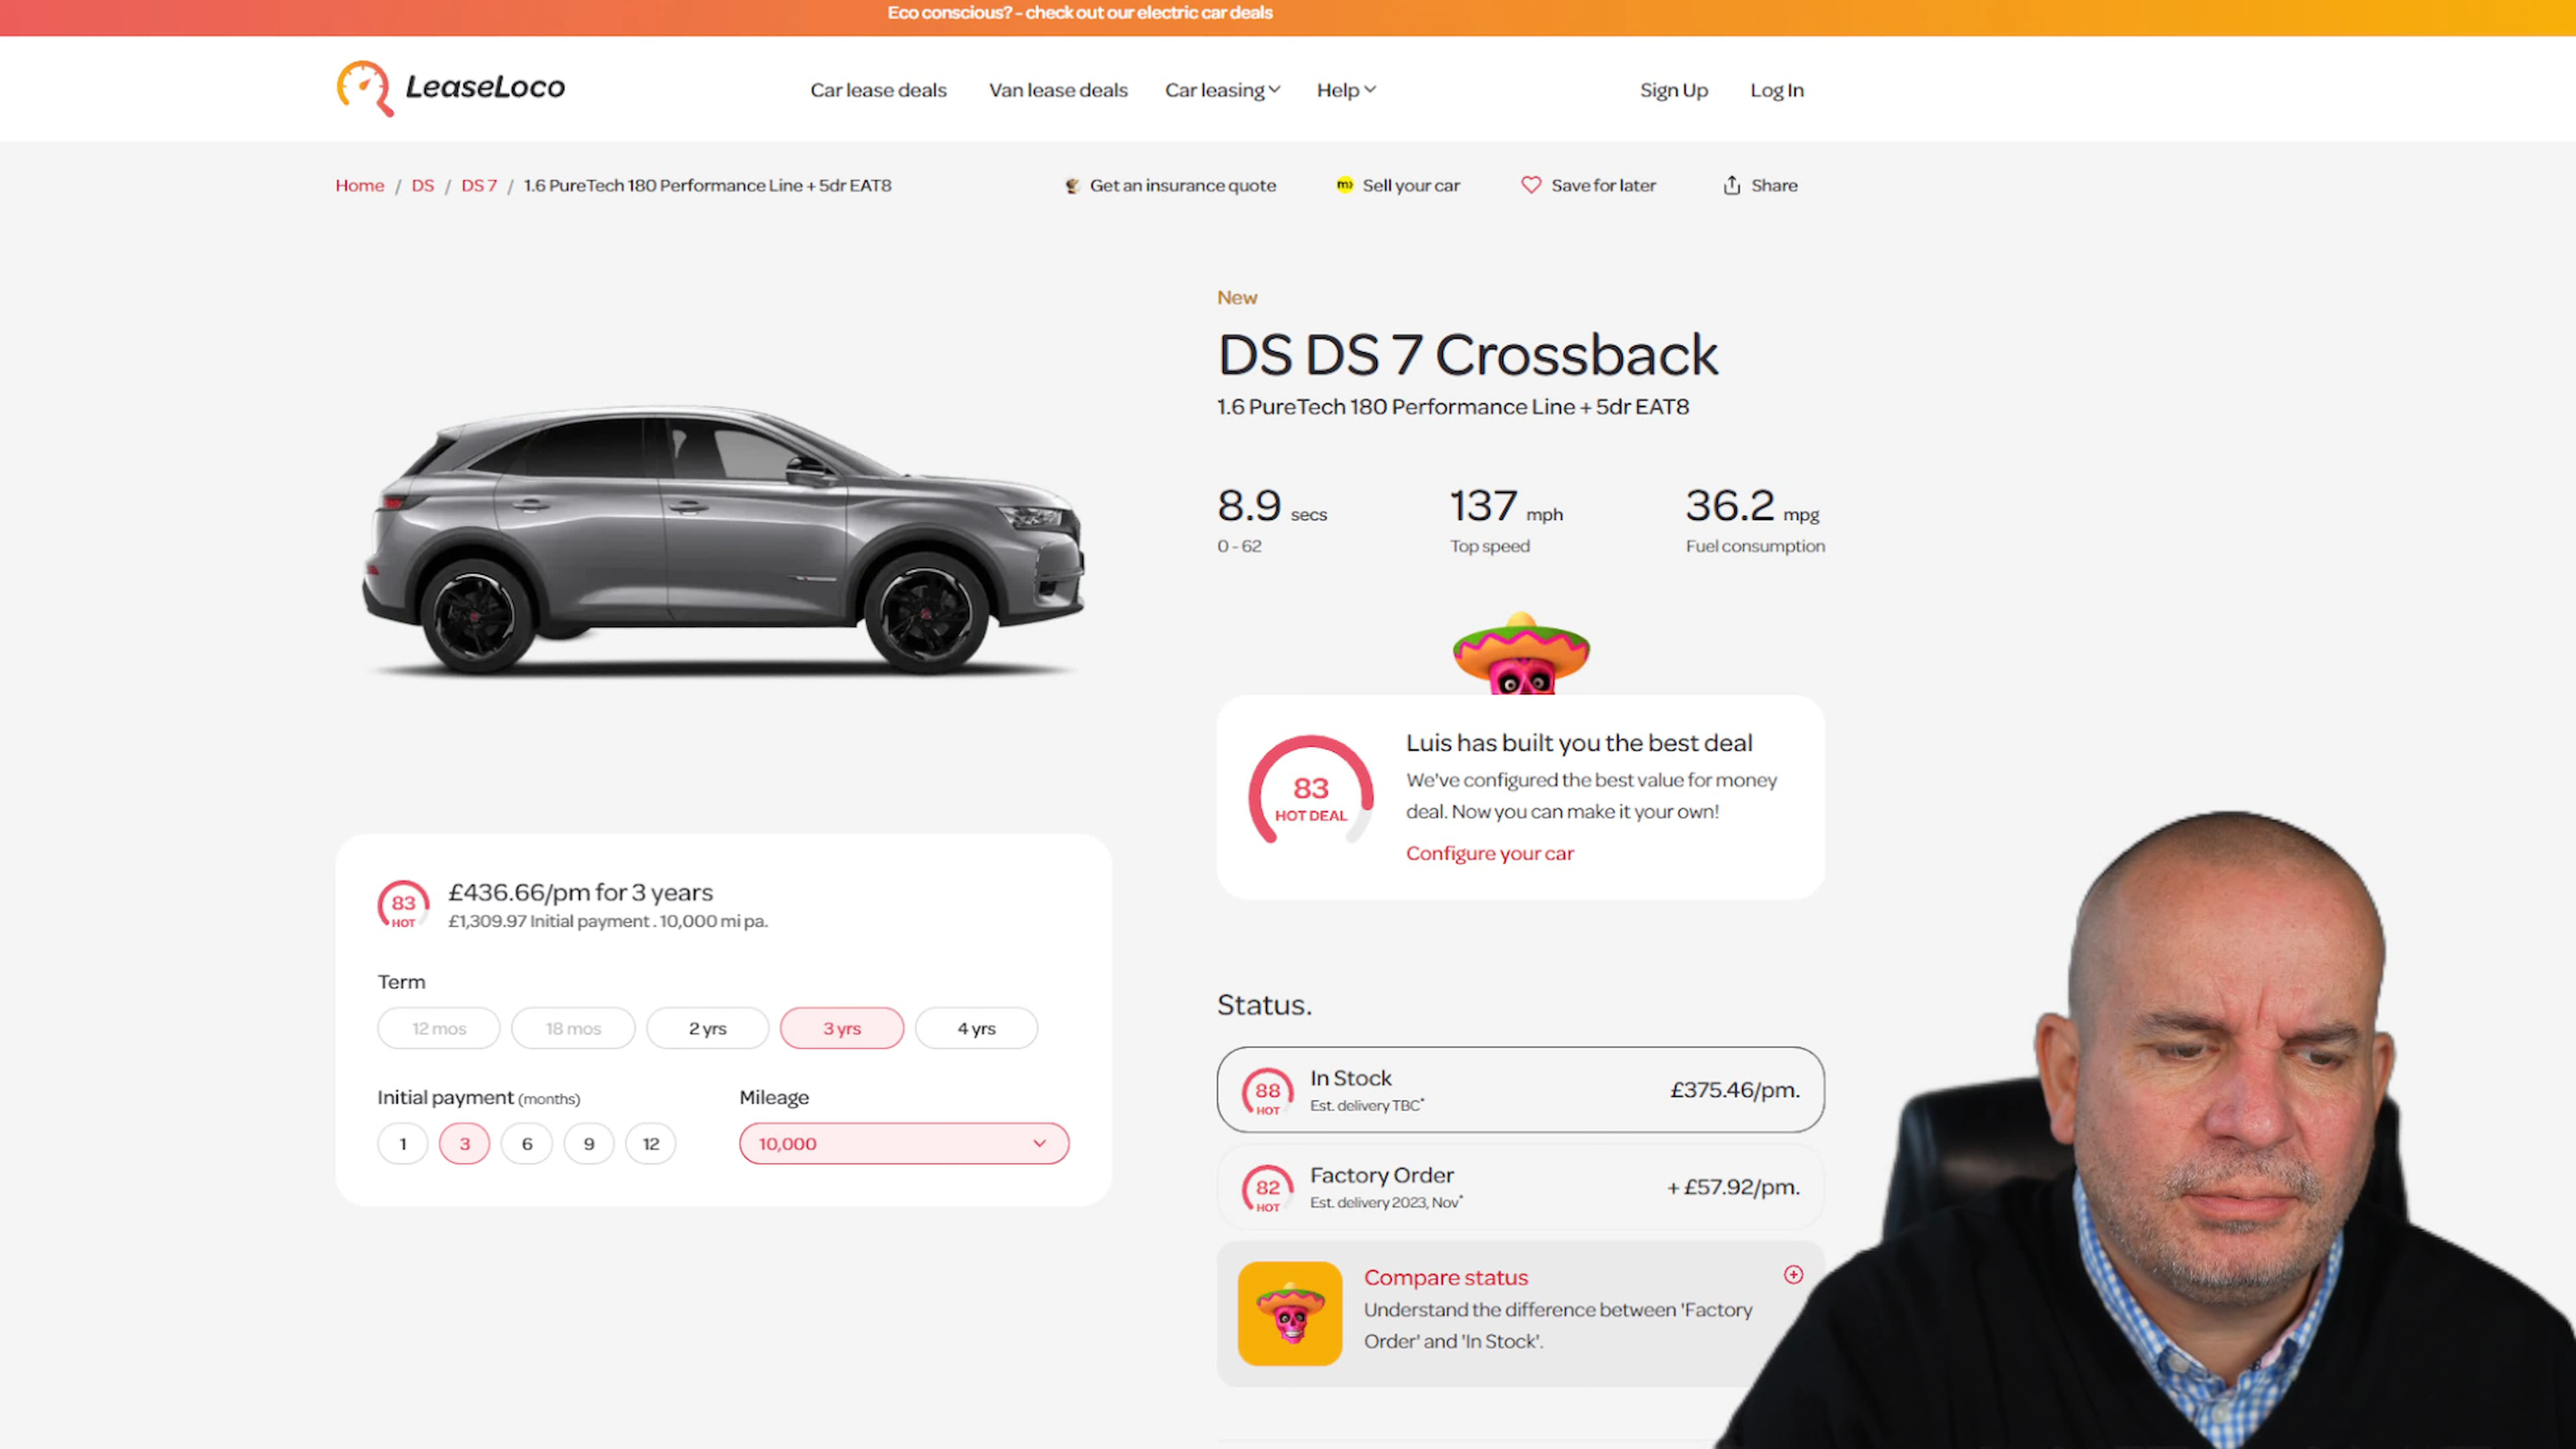 Eco conscious? - check out our electric car deals
LeaseLoco
Car lease deals
Van lease deals
Car leasing
Help
Sign Up
Log In
Home / DS / DS 7 / 1.6 PureTech 180 Performance Line + 5dr EAT8
Get an insurance quote
m
Sell your car
Save for later
Share
New
DS DS 7 Crossback
1.6 PureTech 180 Performance Line + 5dr EAT8
8.9 secs
0 - 62
137 mph
Top speed
36.2 mpg
Fuel consumption
83
HOT DEAL
Luis has built you the best deal
We've configured the best value for money
deal. Now you can make it your own!
Configure your car
83
HOT
£436.66/pm for 3 years
£1,309.97 Initial payment . 10,000 mi pa.
Term
12 mos
18 mos
2 yrs
3 yrs
4 yrs
Initial payment (months)
1
3
6
9
12
Mileage
10,000
Status.
88
HOT
In Stock
Est. delivery TBC*
£375.46/pm.
82
HOT
Factory Order
Est. delivery 2023, Nov*
+ £57.92/pm.
Compare status
Understand the difference between 'Factory
Order' and 'In Stock'.